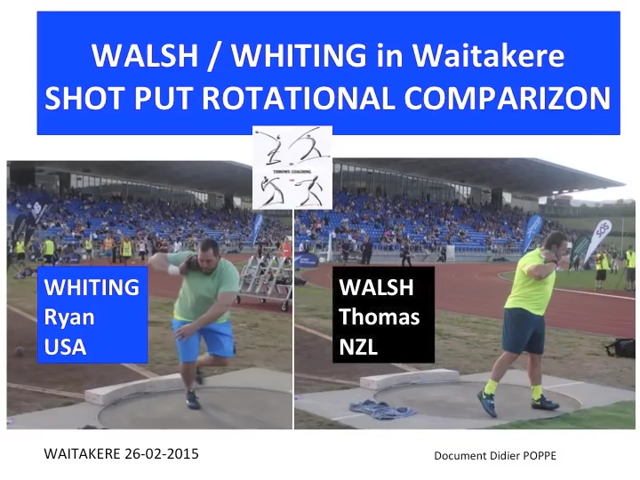 WALSH / WHITING in Waitakere
SHOT PUT ROTATIONAL COMPARIZON
THROWS COACHING
WHITING
Ryan
USA
WALSH
Thomas
NZL
WAITAKERE 26-02-2015
Document Didier POPPE